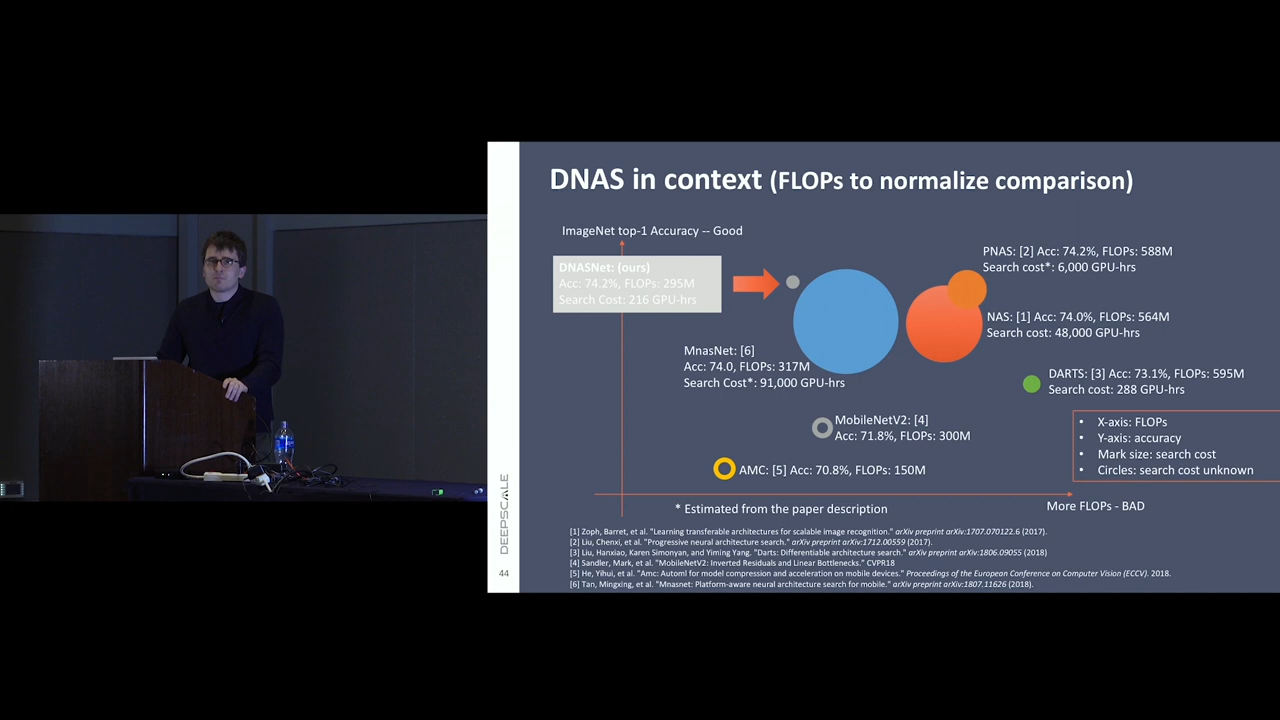 DNAS in context (FLOPs to normalize comparison)
ImageNet top-1 Accuracy -- Good
DNASNet: (ours)
Acc: 74.2%, FLOPs: 295M
Search Cost: 216 GPU-hrs
PNAS: [2] Acc: 74.2%, FLOPs: 588M
Search cost*: 6,000 GPU-hrs
NAS: [1] Acc: 74.0%, FLOPs: 564M
Search cost: 48,000 GPU-hrs
MnasNet: [6]
Acc: 74.0, FLOPs: 317M
Search Cost*: 91,000 GPU-hrs
DARTS: [3] Acc: 73.1%, FLOPs: 595M
Search cost: 288 GPU-hrs
MobileNetV2: [4]
Acc: 71.8%, FLOPs: 300M
AMC: [5] Acc: 70.8%, FLOPs: 150M
• X-axis: FLOPs
• Y-axis: accuracy
• Mark size: search cost
• Circles: search cost unknown
* Estimated from the paper description
More FLOPs - BAD
[1] Zoph, Barret, et al. "Learning transferable architectures for scalable image recognition." arXiv preprint arXiv:1707.070122.6 (2017).
[2] Liu, Chenxi, et al. "Progressive neural architecture search." arXiv preprint arXiv:1712.00559 (2017).
[3] Liu, Hanxiao, Karen Simonyan, and Yiming Yang. "Darts: Differentiable architecture search." arXiv preprint arXiv:1806.09055 (2018)
[4] Sandler, Mark, et al. "MobileNetV2: Inverted Residuals and Linear Bottlenecks." CVPR18
[5] He, Yihui, et al. "Amc: Automl for model compression and acceleration on mobile devices." Proceedings of the European Conference on Computer Vision (ECCV). 2018.
[6] Tan, Mingxing, et al. "Mnasnet: Platform-aware neural architecture search for mobile." arXiv preprint arXiv:1807.11626 (2018).
DEEPSCALE
44